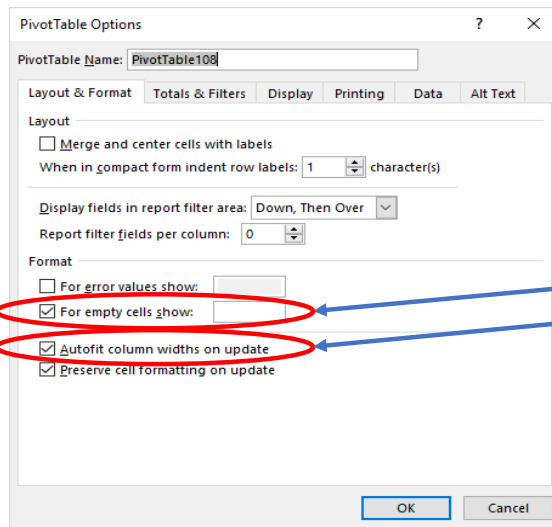 PivotTable Options ? ×
PivotTable Name: PivotTable108
Layout & Format Totals & Filters Display Printing Data Alt Text
Layout
Merge and center cells with labels
When in compact form indent row labels: 1 character(s)
Display fields in report filter area: Down, Then Over
Report filter fields per column: 0
Format
For error values show:
For empty cells show:
Autofit column widths on update
Preserve cell formatting on update
OK Cancel